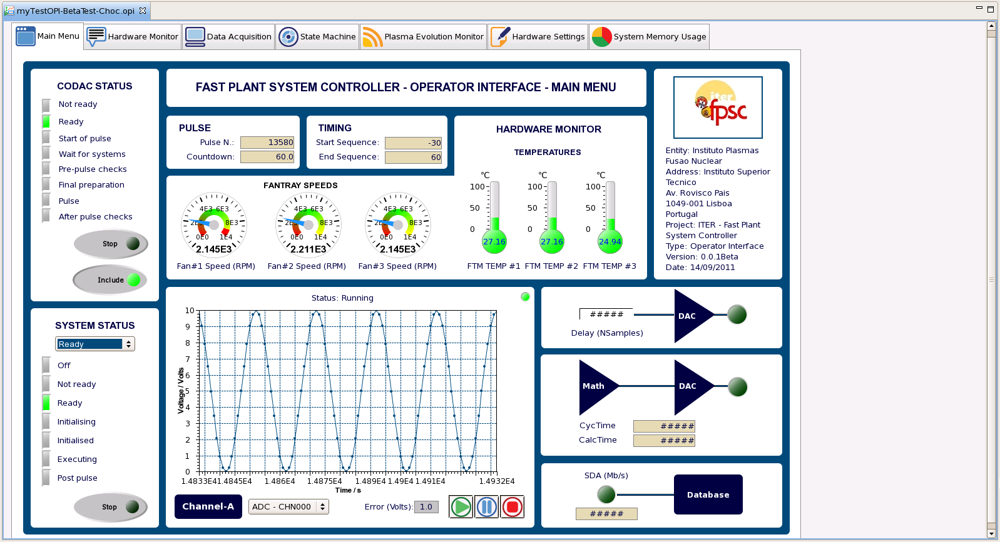 myTestOPI-BetaTest-Choc.opi
Main Menu
Hardware Monitor
Data Acquisition
State Machine
Plasma Evolution Monitor
Hardware Settings
System Memory Usage
CODAC STATUS
Not ready
Ready
Start of pulse
Wait for systems
Pre-pulse checks
Final preparation
Pulse
After pulse checks
Stop
Include
SYSTEM STATUS
Ready
Off
Not ready
Ready
Initialising
Initialised
Executing
Post pulse
Stop
FAST PLANT SYSTEM CONTROLLER - OPERATOR INTERFACE - MAIN MENU
PULSE
Pulse N.: 13580
Countdown: 60.0
TIMING
Start Sequence: -30
End Sequence: 60
FANTRAY SPEEDS
4E3 6E3
2E3 8E3
0E0 1E4
2.145E3
Fan#1 Speed (RPM)
4E3 6E3
2E3 8E3
0E0 1E4
2.211E3
Fan#2 Speed (RPM)
4E3 6E3
2E3 8E3
0E0 1E4
2.145E3
Fan#3 Speed (RPM)
HARDWARE MONITOR
TEMPERATURES
°C
100
50
0
27.16
FTM TEMP #1
°C
100
50
0
27.16
FTM TEMP #2
°C
100
50
0
24.94
FTM TEMP #3
iter
fpsc
Entity: Instituto Plasmas
Fusao Nuclear
Address: Instituto Superior
Tecnico
Av. Rovisco Pais
1049-001 Lisboa
Portugal
Project: ITER - Fast Plant
System Controller
Type: Operator Interface
Version: 0.0.1Beta
Date: 14/09/2011
Status: Running
Voltage / Volts
10
9
8
7
6
5
4
3
2
1
0
1.4833E4 1.4845E4 1.486E4 1.4875E4 1.489E4 1.49E4 1.491E4 1.4932E4
Time / s
Channel-A
ADC - CHN000
Error (Volts): 1.0
#####
DAC
Delay (NSamples)
Math
DAC
CycTime #####
CalcTime #####
SDA (Mb/s)
Database
#####